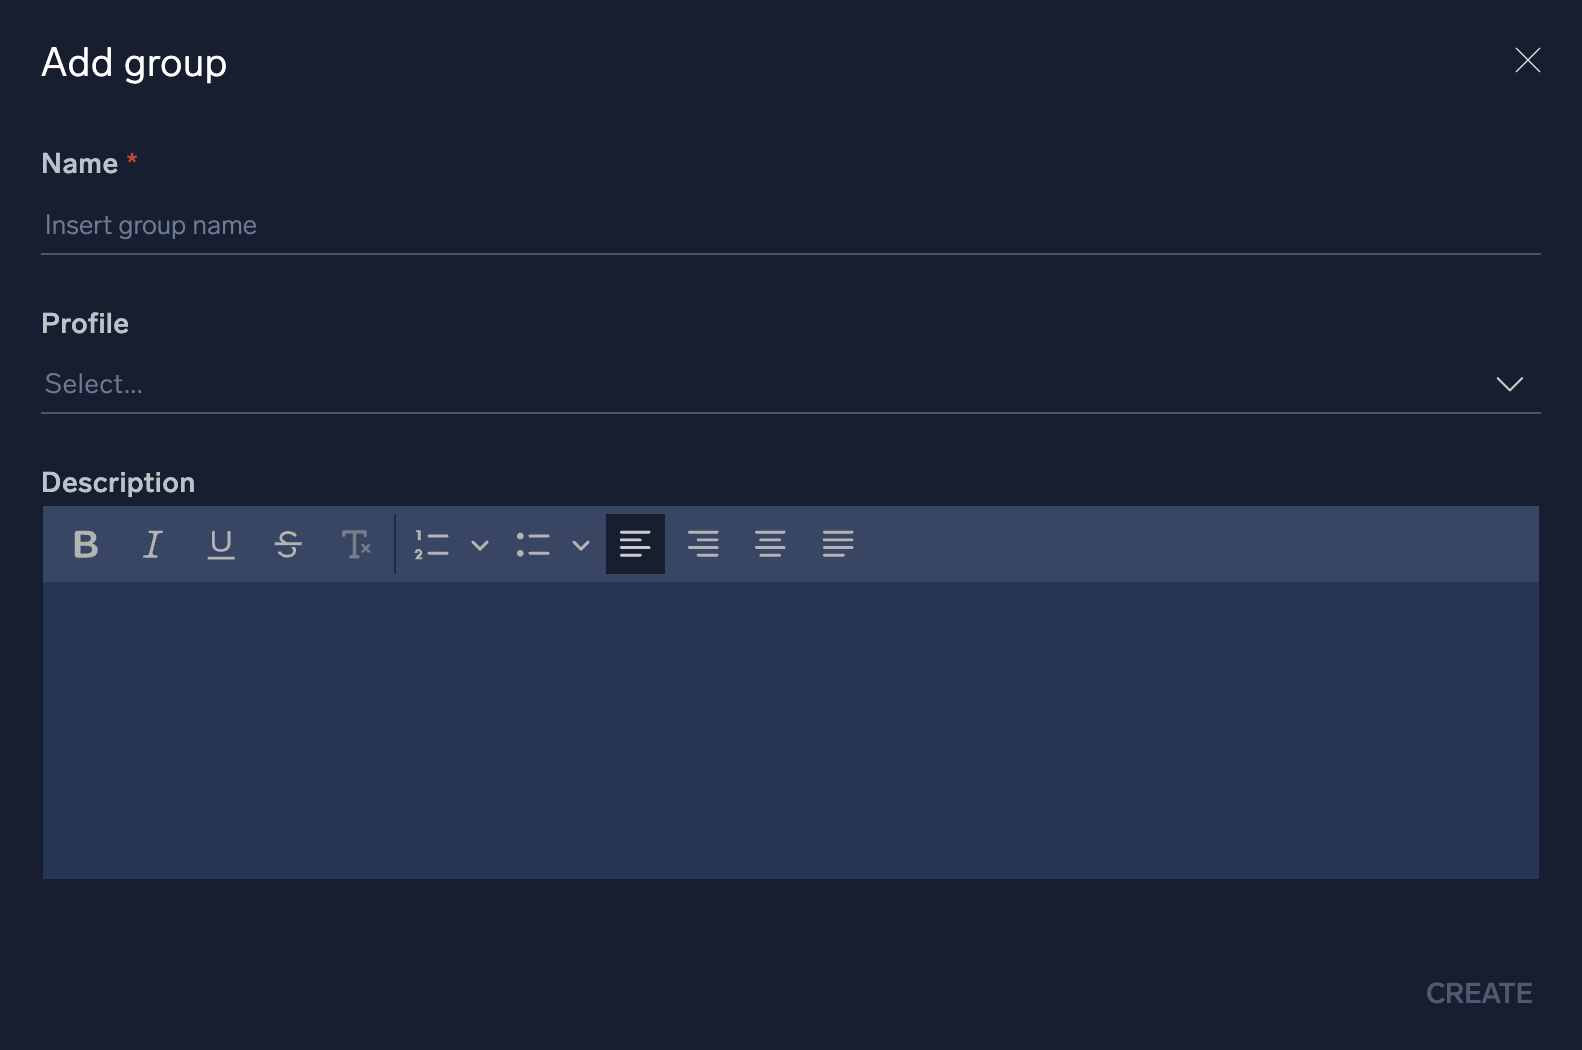 Add group
Name *
Insert group name
Profile
Select...
Description
B I U S Tx
CREATE